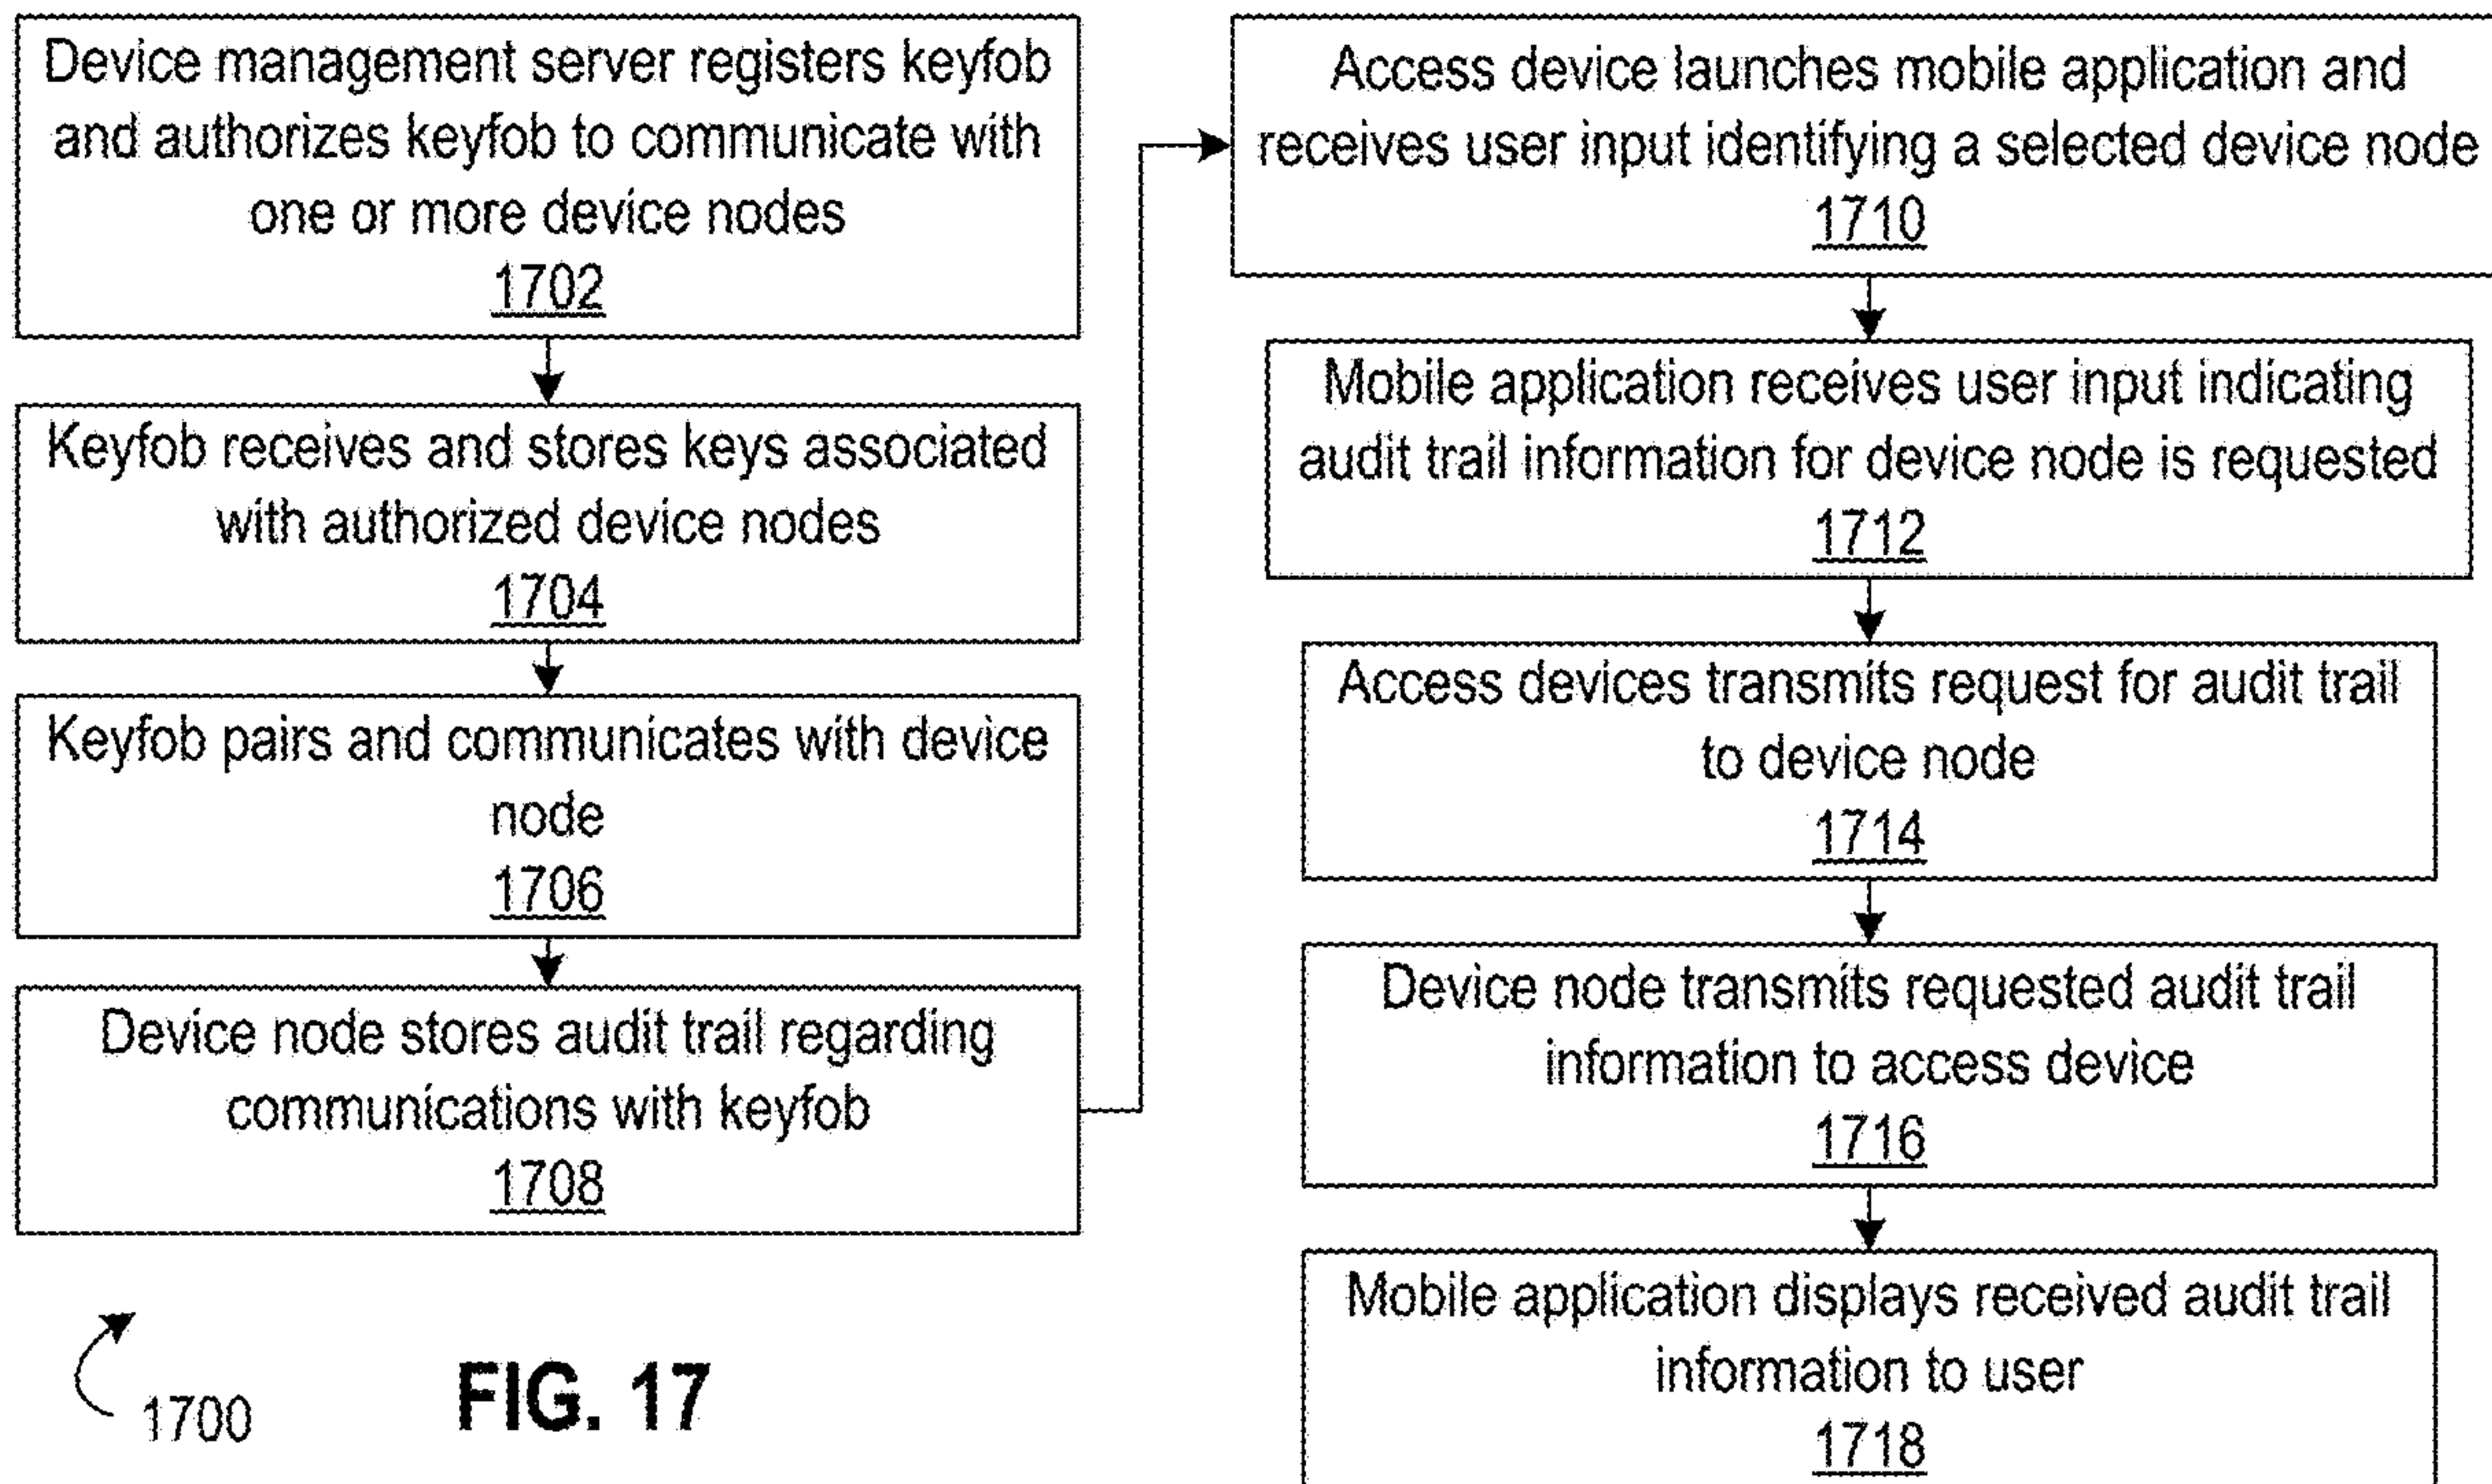 Device management server registers keyfob
and authorizes keyfob to communicate with
one or more device nodes
1702
Keyfob receives and stores keys associated
with authorized device nodes
1704
Keyfob pairs and communicates with device
node
1706
Device node stores audit trail regarding
communications with keyfob
1708
Access device launches mobile application and
receives user input identifying a selected device node
1710
Mobile application receives user input indicating
audit trail information for device node is requested
1712
Access devices transmits request for audit trail
to device node
1714
Device node transmits requested audit trail
information to access device
1716
Mobile application displays received audit trail
information to user
1718
1700
FIG. 17